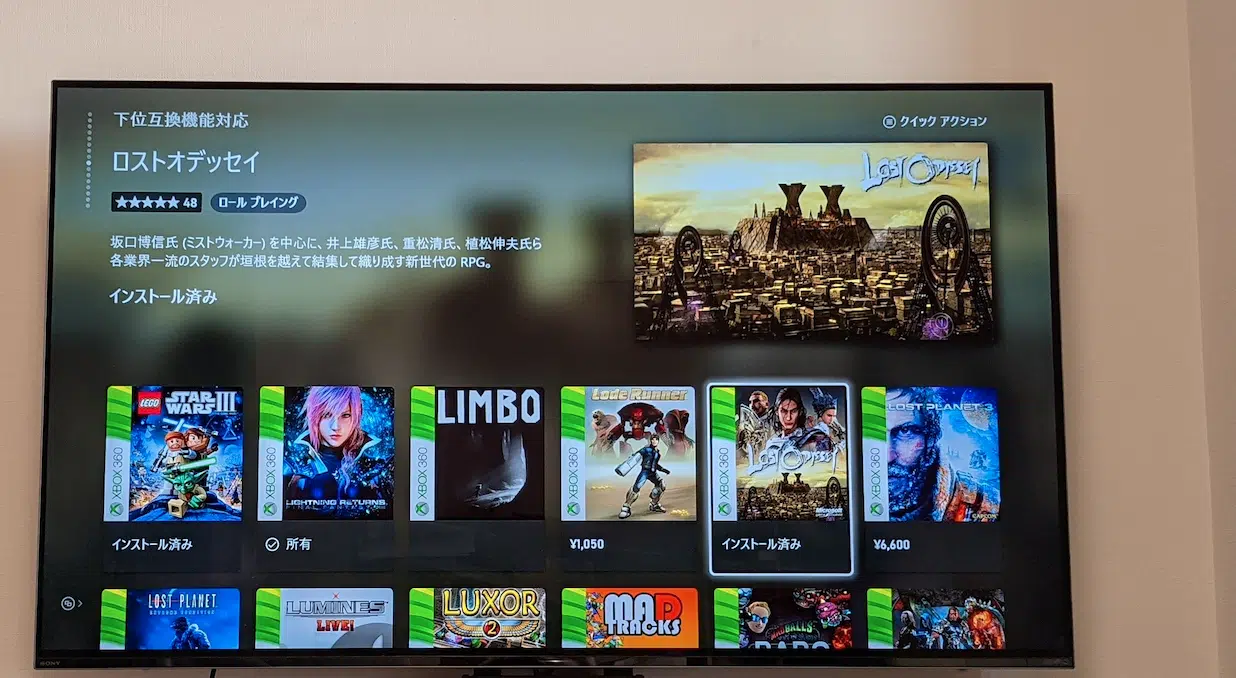 下位互換機能対応
クイック アクション
ロストオデッセイ
★★★★★ 48
ロール プレイング
坂口博信氏 (ミストウォーカー) を中心に、井上雄彦氏、重松清氏、植松伸夫氏ら
各業界一流のスタッフが垣根を越えて結集して織り成す新世代の RPG。
インストール済み
LOST ODYSSEY
XBOX 360
LEGO STAR WARS III
XBOX 360
LIGHTNING RETURNS
FINAL FANTASY XIII
XBOX 360
LIMBO
XBOX 360
Lode Runner
XBOX 360
LOST ODYSSEY
Microsoft
XBOX 360
LOST PLANET 3
CAPCOM
インストール済み
所有
¥1,050
インストール済み
¥6,600
LOST PLANET
LUMINES
LIVE!
LUXOR
2
MAD
TRACKS
MADBALLS
SONY